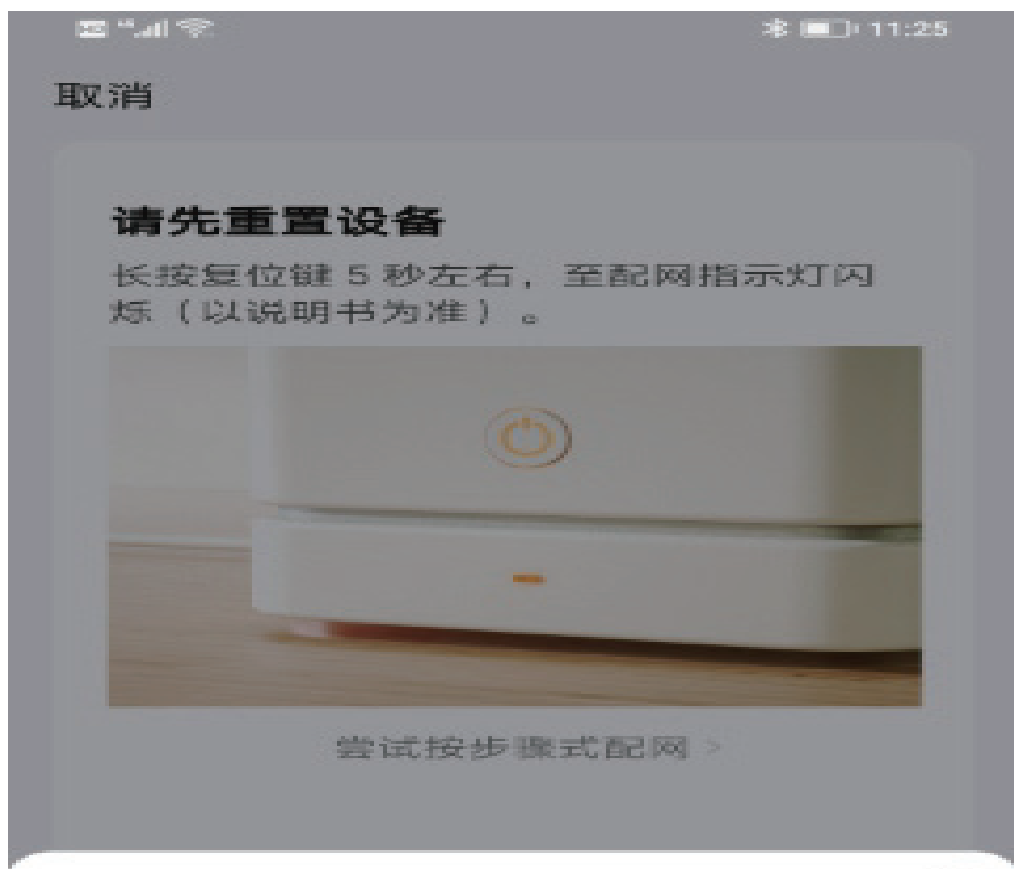 11:25
取消
请先重置设备
长按复位键 5 秒左右，至配网指示灯闪
烁（以说明书为准）。
尝试按步骤式配网 >